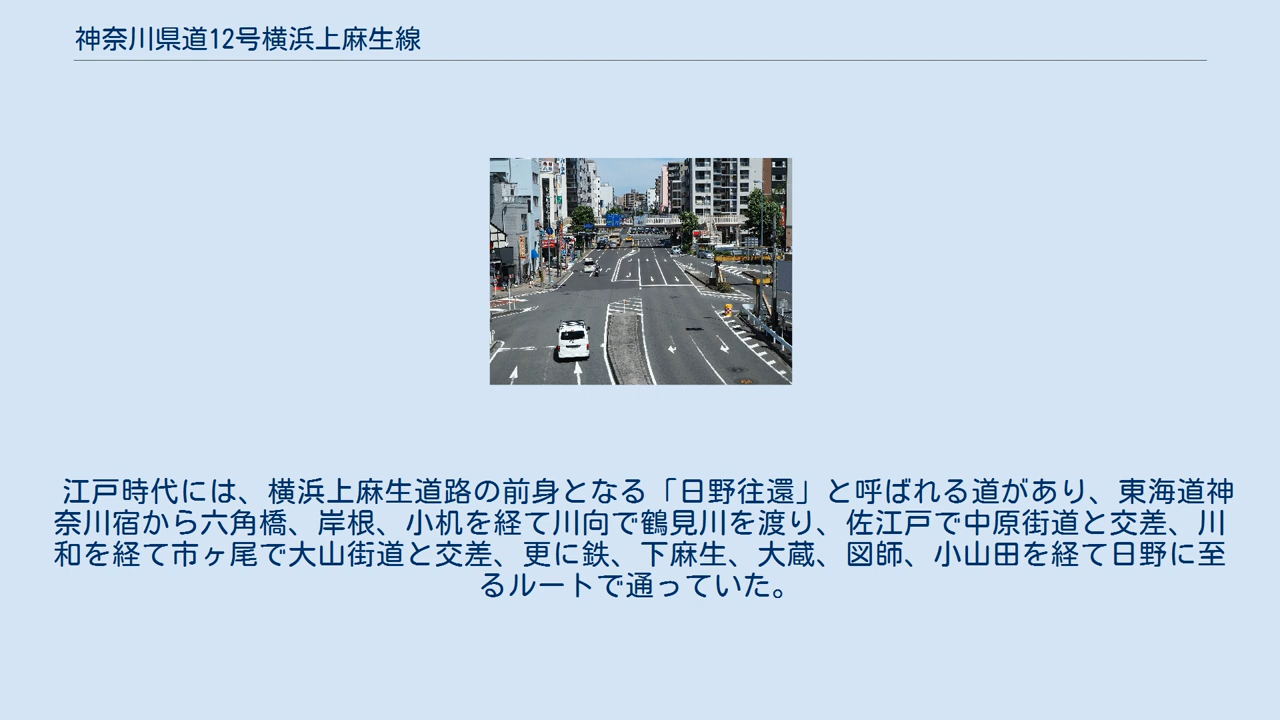 神奈川県道12号横浜上麻生線
江戸時代には、横浜上麻生道路の前身となる「日野往還」と呼ばれる道があり、東海道神
奈川宿から六角橋、岸根、小机を経て川向で鶴見川を渡り、佐江戸で中原街道と交差、川
和を経て市ヶ尾で大山街道と交差、更に鉄、下麻生、大蔵、図師、小山田を経て日野に至
るルートで通っていた。